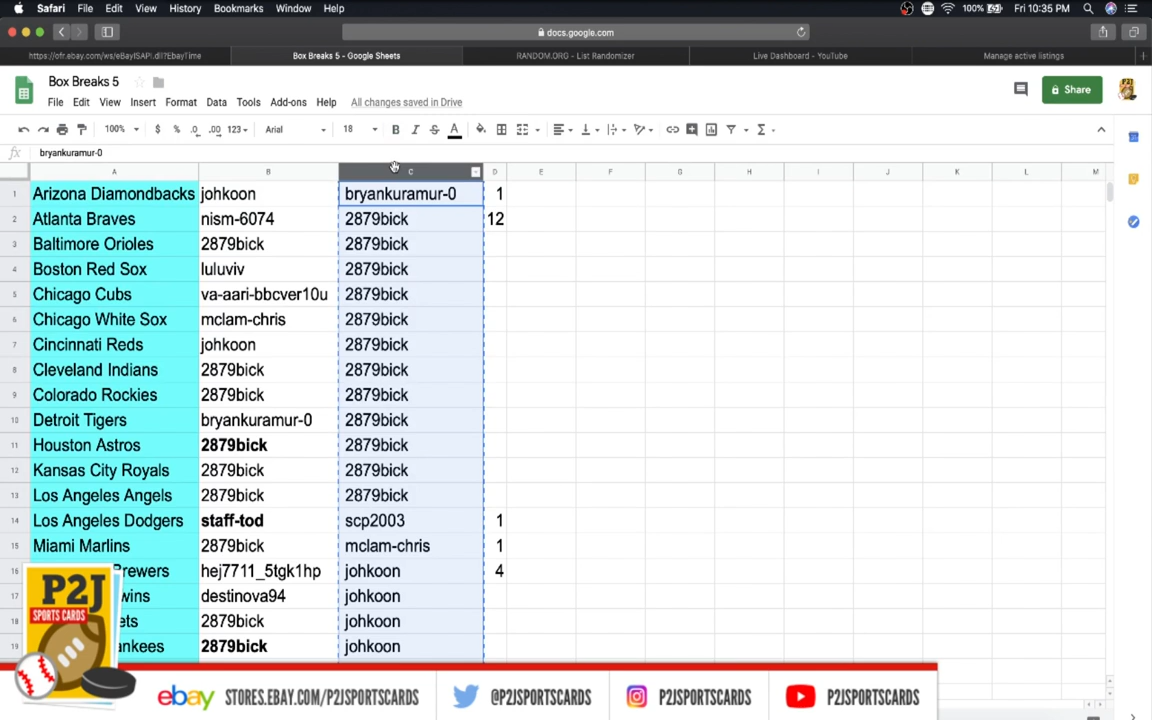 Safari File Edit View History Bookmarks Window Help 100% Fri 10:35 PM
docs.google.com
https://ofr.ebay.com/ws/eBayISAPI.dll?EbayTime Box Breaks 5 - Google Sheets RANDOM.ORG - List Randomizer Live Dashboard - YouTube Manage active listings
Box Breaks 5
File Edit View Insert Format Data Tools Add-ons Help All changes saved in Drive Share
100% $ % .0 .00 123 Arial 18 B I S A
fx bryankuramur-0
A B C D E F G H I J K L M
1 Arizona Diamondbacks johkoon bryankuramur-0 1
2 Atlanta Braves nism-6074 2879bick 12
3 Baltimore Orioles 2879bick 2879bick
4 Boston Red Sox luluviv 2879bick
5 Chicago Cubs va-aari-bbcver10u 2879bick
6 Chicago White Sox mclam-chris 2879bick
7 Cincinnati Reds johkoon 2879bick
8 Cleveland Indians 2879bick 2879bick
9 Colorado Rockies 2879bick 2879bick
10 Detroit Tigers bryankuramur-0 2879bick
11 Houston Astros 2879bick 2879bick
12 Kansas City Royals 2879bick 2879bick
13 Los Angeles Angels 2879bick 2879bick
14 Los Angeles Dodgers staff-tod scp2003 1
15 Miami Marlins 2879bick mclam-chris 1
16 Brewers hej7711_5tgk1hp johkoon 4
17 wins destinova94 johkoon
18 ets 2879bick johkoon
19 ankees 2879bick johkoon
P2J
SPORTS CARDS
ebay STORES.EBAY.COM/P2JSPORTSCARDS @P2JSPORTSCARDS P2JSPORTSCARDS P2JSPORTSCARDS